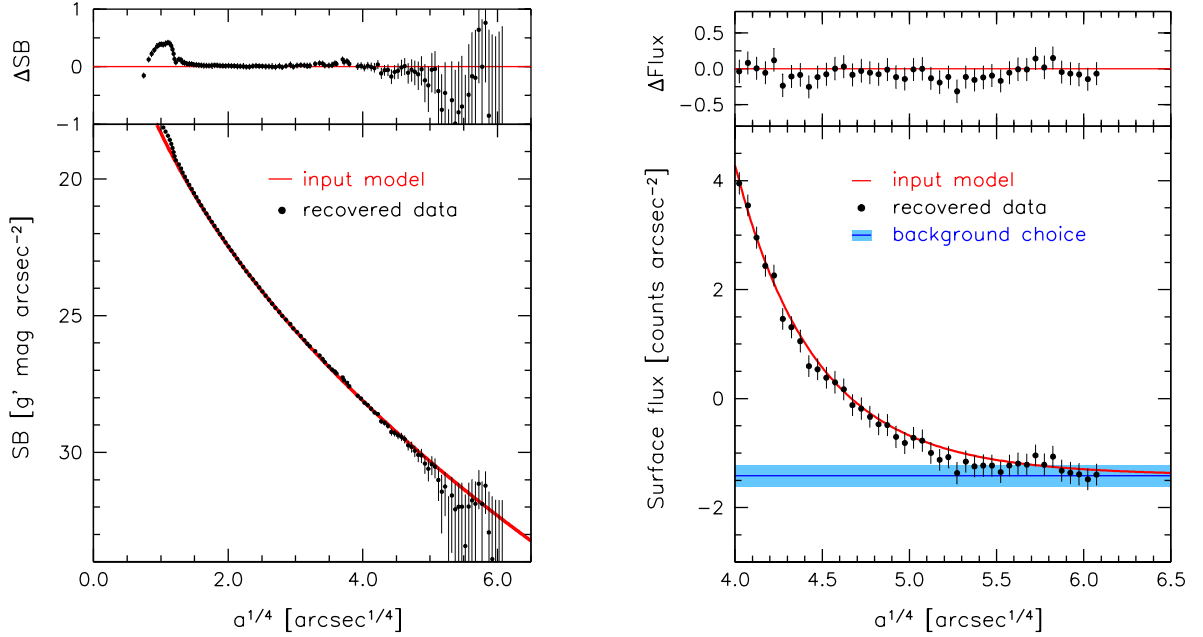 1
0
−1
ΔSB
20
25
30
SB [g' mag arcsec⁻²]
input model
recovered data
0.0 2.0 4.0 6.0
a^1/4 [arcsec^1/4]
0.5
0.0
−0.5
ΔFlux
4
2
0
−2
Surface flux [counts arcsec⁻²]
input model
recovered data
background choice
4.0 4.5 5.0 5.5 6.0 6.5
a^1/4 [arcsec^1/4]